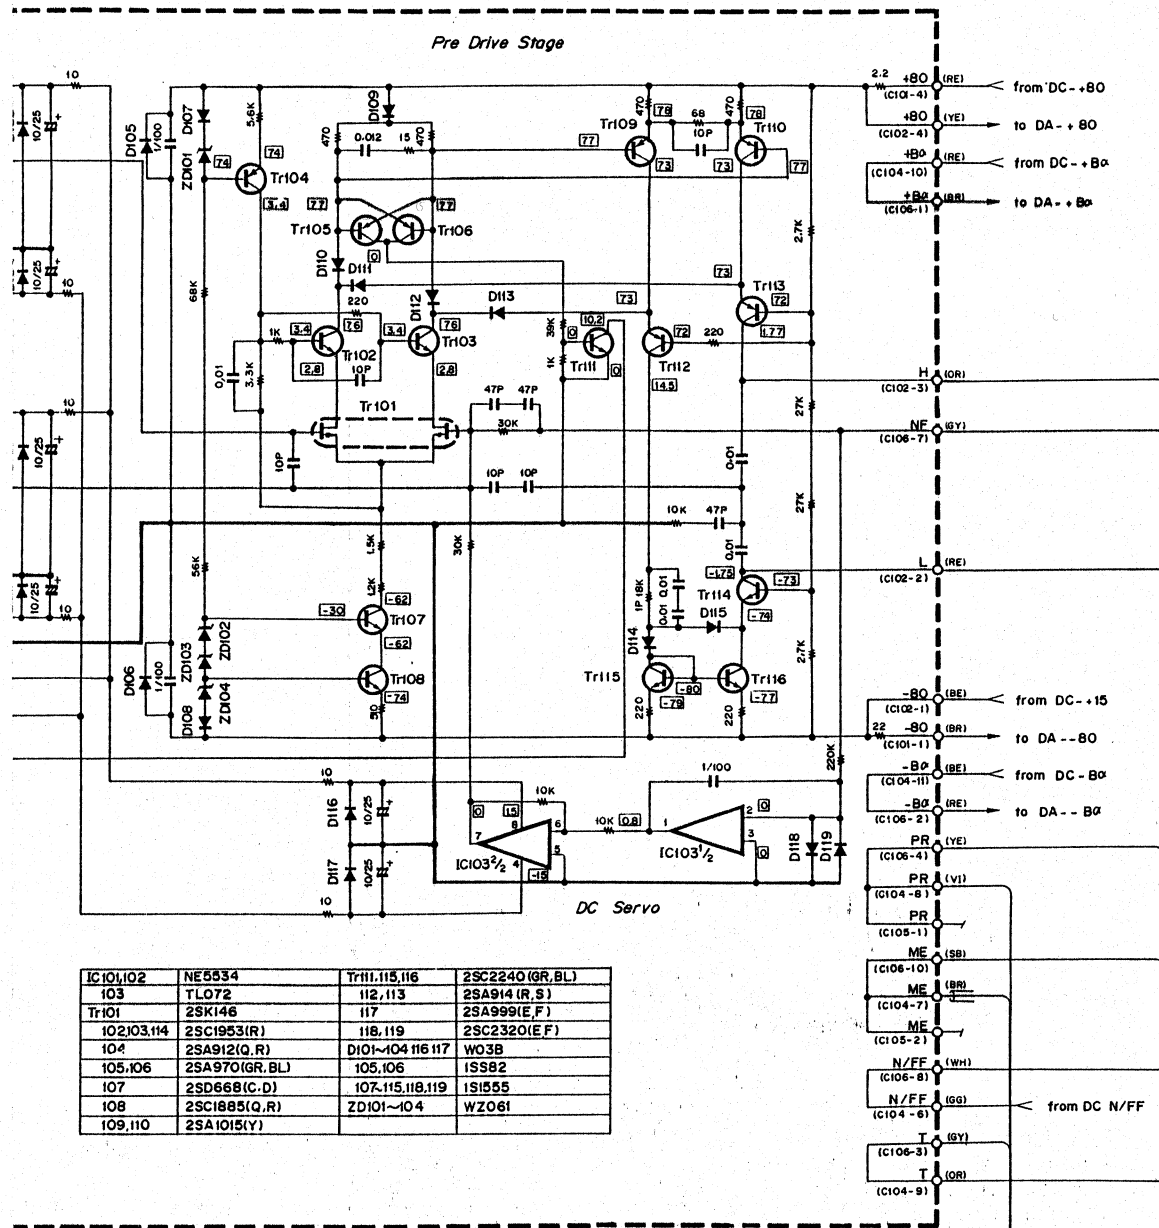 Pre Drive Stage
10
D105
1/100
D107
ZD101
5.6K
74
Tr104
3.4
D109
470
0.012
15
470
77
Tr105
77
Tr106
0
D110
D111
220
D112
D113
10/25
10/25
10
68K
1K
3.4
76
Tr102
2.8
10P
3.4
76
Tr103
2.8
0.01
3.3K
Tr101
10P
47P
47P
30K
10P
10P
30K
470
78
68
10P
470
78
Tr109
Tr110
77
73
73
77
2.7K
73
Tr113
72
1.77
73
39K
0
10.2
Tr111
0
1K
72
Tr112
14.5
220
27K
0.01
10K
47P
0.01
27K
10
10/25
10/25
10
56K
1.5K
1.2K
-30
-62
Tr107
-62
Tr108
-74
510
ZD102
ZD103
ZD104
D106
1/100
D108
1P
18K
0.01
0.01
-1.75
Tr114
-73
-74
D115
D114
Tr115
-80
-79
Tr116
-77
220
220
2.7K
220K
10
D116
10/25
D117
10/25
10
0
15
10K
7
8
6
5
4
IC103 2/2
-15
10K
0.8
1/100
1
2
3
0
0
IC103 1/2
D118
D119
DC Servo
2.2
+80
(C101-4)
(RE)
from DC-+80
+80
(C102-4)
(YE)
to DA-+80
+Bα
(C104-10)
(RE)
from DC-+Bα
+Bα
(C106-1)
(BR)
to DA-+Bα
H
(C102-3)
(OR)
NF
(C106-7)
(GY)
L
(C102-2)
(RE)
-80
(C102-1)
(BE)
from DC-+15
22
-80
(C101-1)
(BR)
to DA--80
-Bα
(C104-11)
(BE)
from DC-Bα
-Bα
(C106-2)
(RE)
to DA--Bα
PR
(C106-4)
(YE)
PR
(C104-8)
(VI)
PR
(C105-1)
ME
(C106-10)
(SB)
ME
(C104-7)
(BR)
ME
(C105-2)
N/FF
(C106-8)
(WH)
N/FF
(C104-6)
(GG)
from DC N/FF
T
(C106-3)
(GY)
T
(C104-9)
(OR)
IC101,102 NE5534 Tr111.115,116 2SC2240(GR,BL)
103 TL072 112,113 2SA914(R,S)
Tr101 2SK146 117 2SA999(E,F)
102,103,114 2SC1953(R) 118,119 2SC2320(E,F)
104 2SA912(Q,R) D101~104 116 117 W03B
105,106 2SA970(GR,BL) 105,106 1SS82
107 2SD668(C.D) 107~115,118,119 1S1555
108 2SC1885(Q,R) ZD101~04 WZ061
109,110 2SA1015(Y)